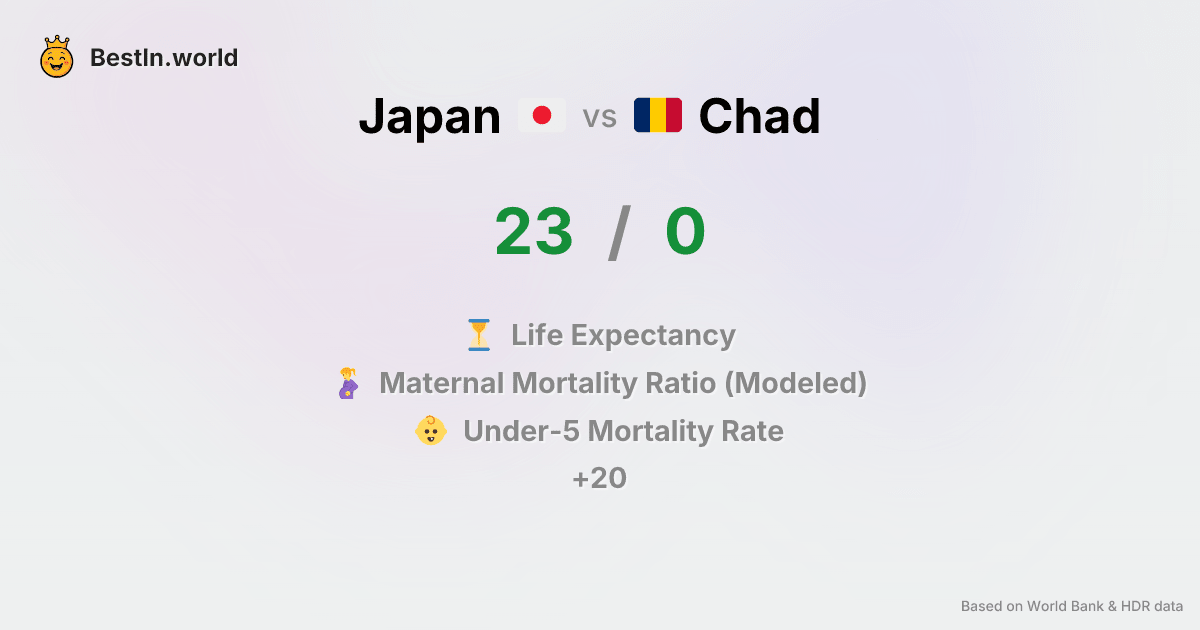 BestIn.world
Japan vs Chad
23 / 0
Life Expectancy
Maternal Mortality Ratio (Modeled)
Under-5 Mortality Rate
+20
Based on World Bank & HDR data